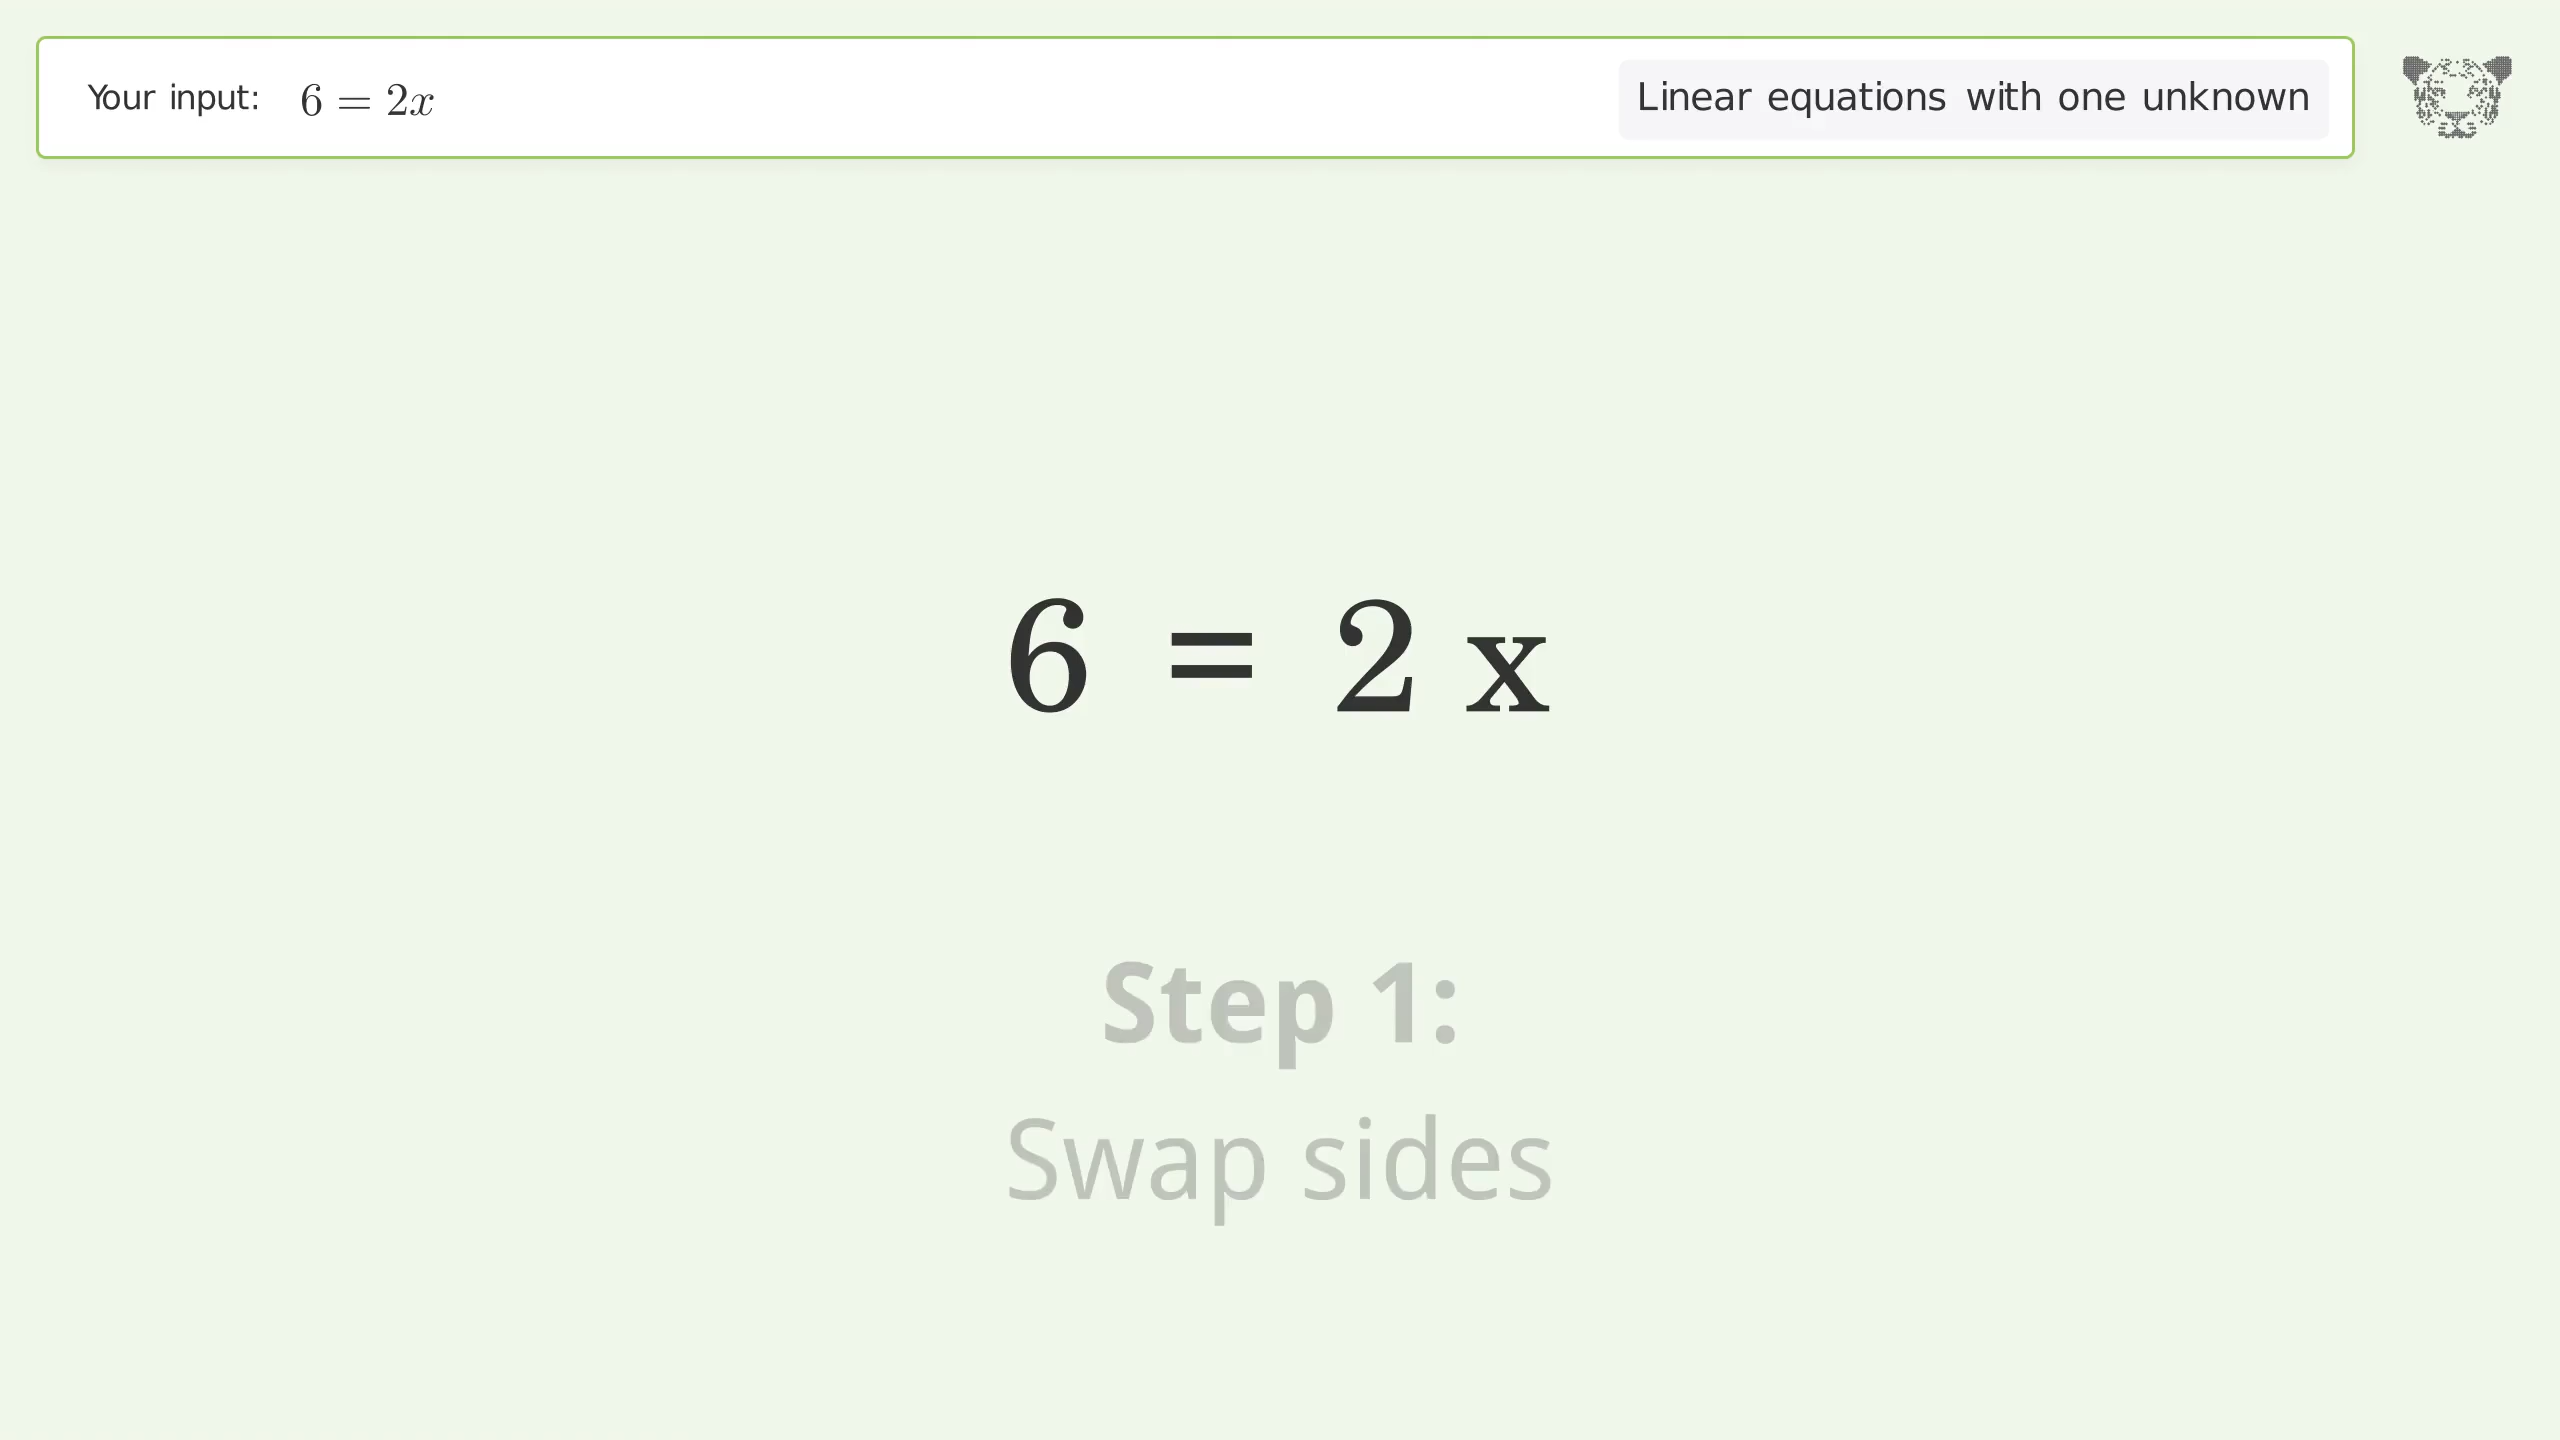 Your input: 6 = 2x
Linear equations with one unknown
6 = 2 x
Step 1:
Swap sides